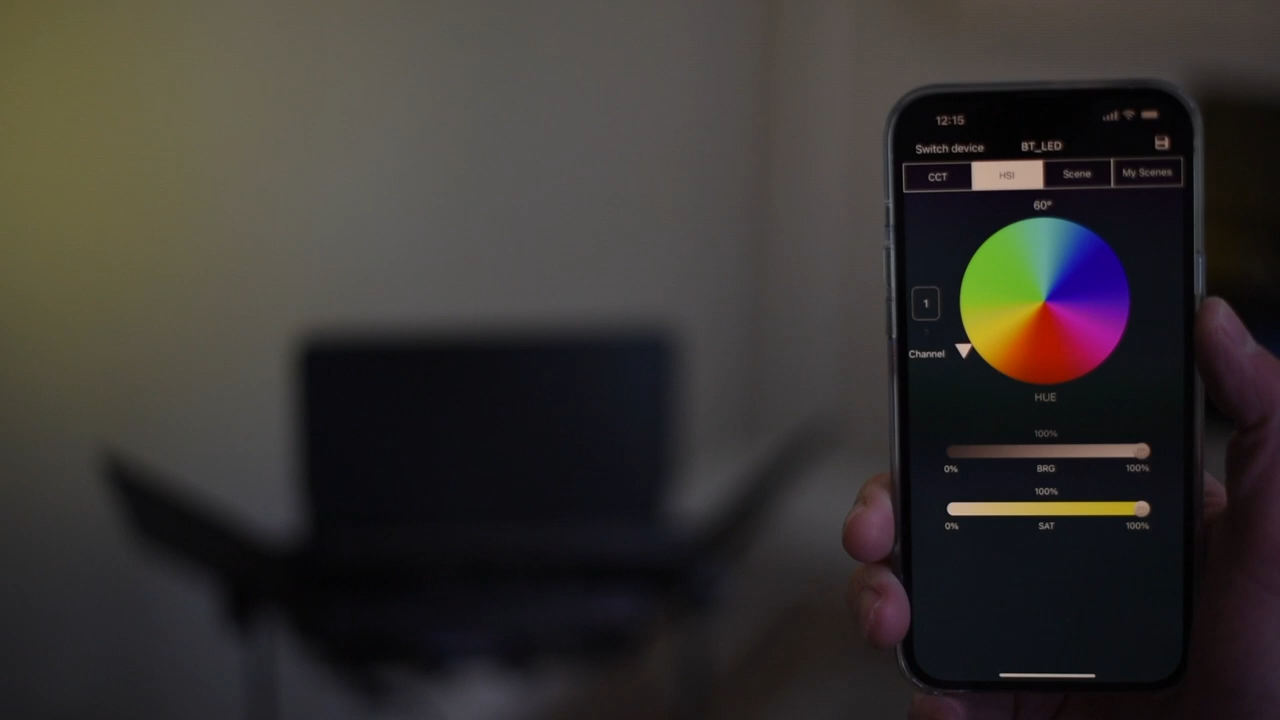 12:15
Switch device BT_LED
CCT HSI Scene My Scenes
60°
1
Channel
HUE
100%
0% BRG 100%
100%
0% SAT 100%